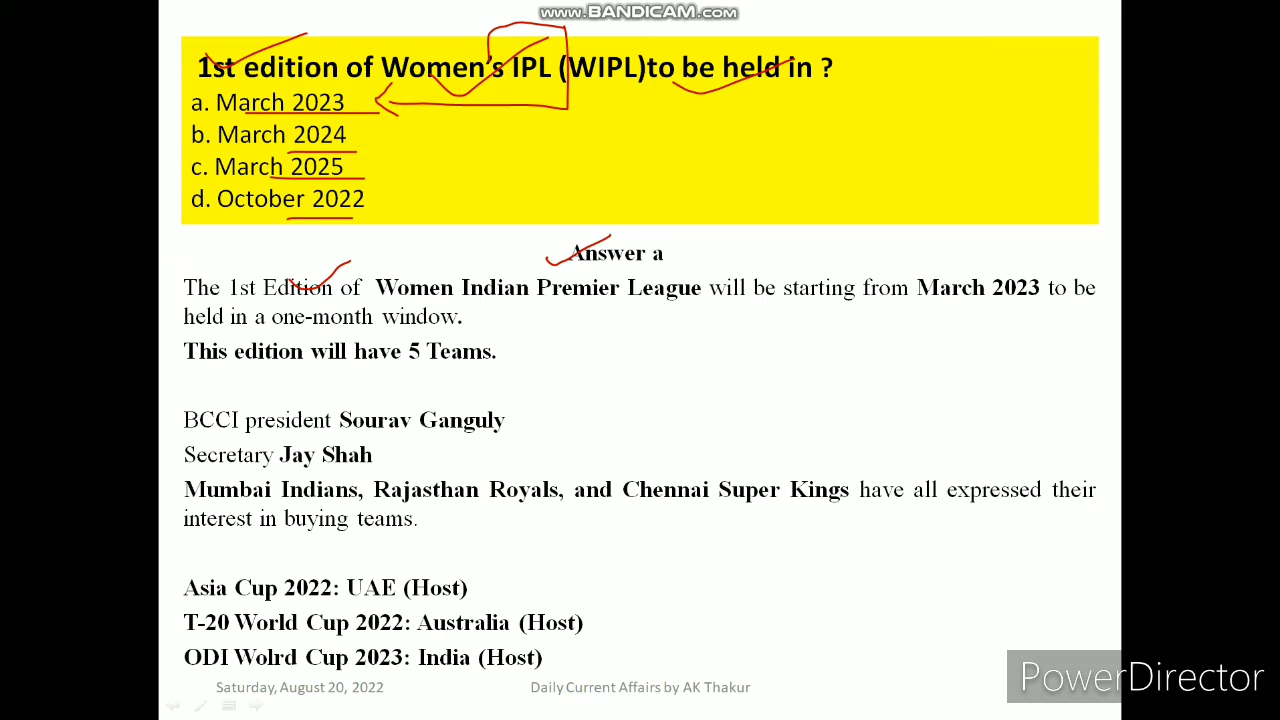 www.BANDICAM.com
1st edition of Women's IPL (WIPL)to be held in ?
a. March 2023
b. March 2024
c. March 2025
d. October 2022
Answer a
The 1st Edition of Women Indian Premier League will be starting from March 2023 to be
held in a one-month window.
This edition will have 5 Teams.
BCCI president Sourav Ganguly
Secretary Jay Shah
Mumbai Indians, Rajasthan Royals, and Chennai Super Kings have all expressed their
interest in buying teams.
Asia Cup 2022: UAE (Host)
T-20 World Cup 2022: Australia (Host)
ODI Wolrd Cup 2023: India (Host)
Saturday, August 20, 2022
Daily Current Affairs by AK Thakur
PowerDirector